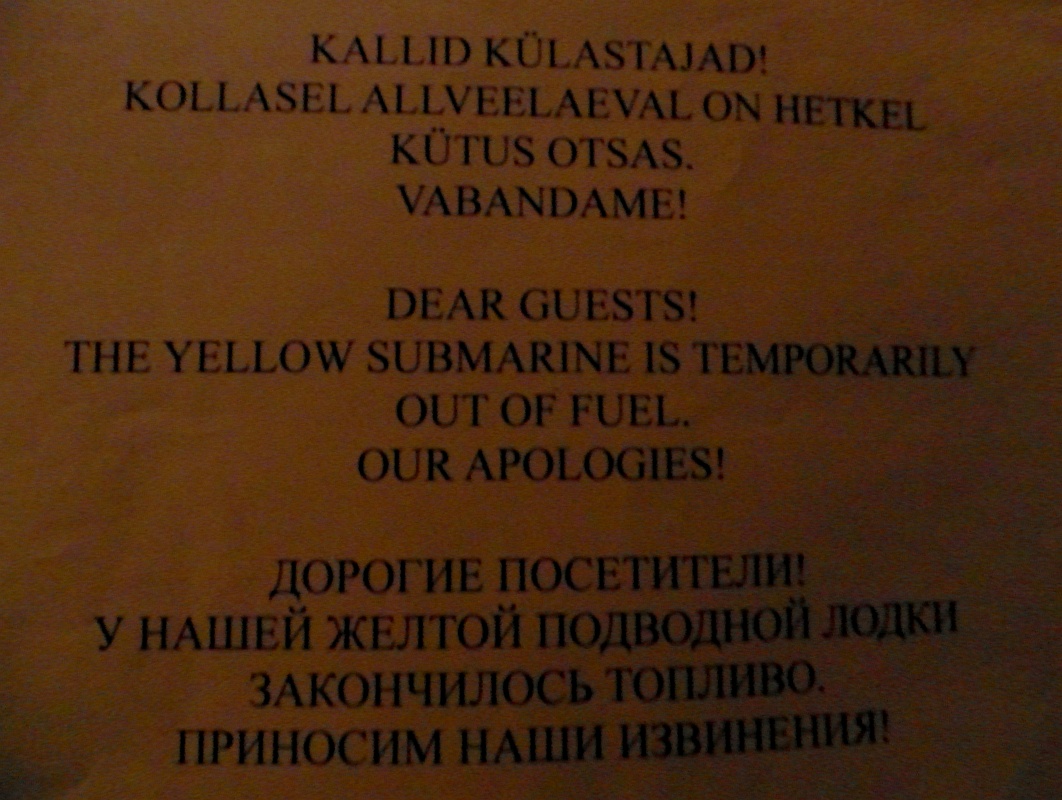 KALLID KÜLASTAJAD!
KOLLASEL ALLVEELAEVAL ON HETKEL
KÜTUS OTSAS.
VABANDAME!
DEAR GUESTS!
THE YELLOW SUBMARINE IS TEMPORARILY
OUT OF FUEL.
OUR APOLOGIES!
ДОРОГИЕ ПОСЕТИТЕЛИ!
У НАШЕЙ ЖЕЛТОЙ ПОДВОДНОЙ ЛОДКИ
ЗАКОНЧИЛОСЬ ТОПЛИВО.
ПРИНОСИМ НАШИ ИЗВИНЕНИЯ!